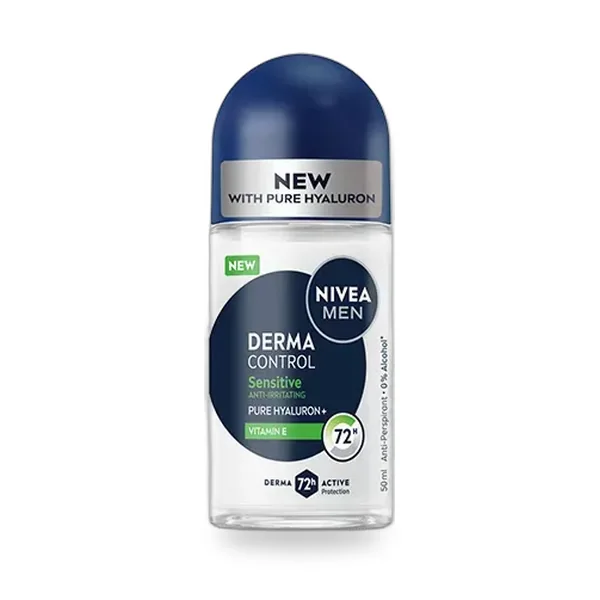 NEW
WITH PURE HYALURON
NEW
NIVEA
MEN
DERMA
CONTROL
Sensitive
ANTI-IRRITATING
PURE HYALURON+
VITAMIN E
72H
DERMA 72h ACTIVE
Protection
50ml Anti-Perspirant • 0% Alcohol*